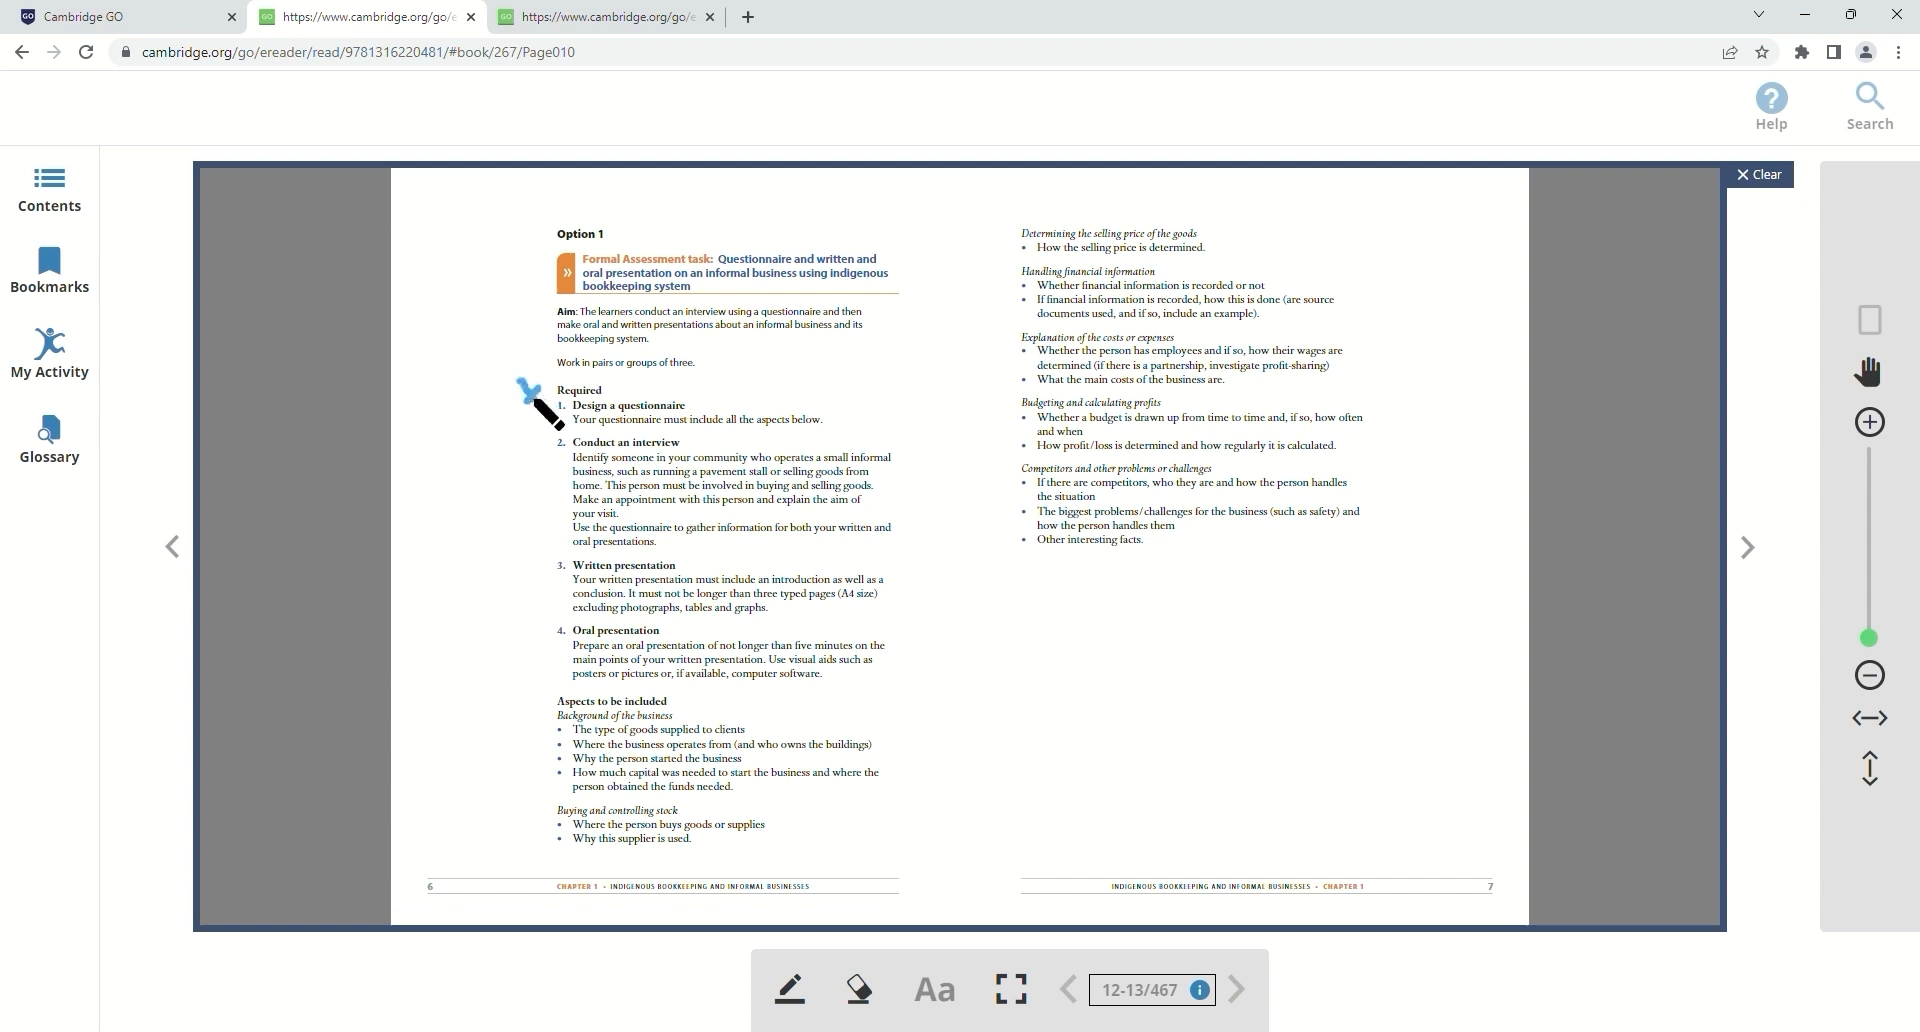 Cambridge GO
https://www.cambridge.org/go/e
https://www.cambridge.org/go/e
cambridge.org/go/ereader/read/9781316220481/#book/267/Page010
Help
Search
Contents
Bookmarks
My Activity
Glossary
Clear
Option 1
Formal Assessment task: Questionnaire and written and
oral presentation on an informal business using indigenous
bookkeeping system
Aim: The learners conduct an interview using a questionnaire and then
make oral and written presentations about an informal business and its
bookkeeping system.
Work in pairs or groups of three.
Required
1. Design a questionnaire
Your questionnaire must include all the aspects below.
2. Conduct an interview
Identify someone in your community who operates a small informal
business, such as running a pavement stall or selling goods from
home. This person must be involved in buying and selling goods.
Make an appointment with this person and explain the aim of
your visit.
Use the questionnaire to gather information for both your written and
oral presentations.
3. Written presentation
Your written presentation must include an introduction as well as a
conclusion. It must not be longer than three typed pages (A4 size)
excluding photographs, tables and graphs.
4. Oral presentation
Prepare an oral presentation of not longer than five minutes on the
main points of your written presentation. Use visual aids such as
posters or pictures or, if available, computer software.
Aspects to be included
Background of the business
• The type of goods supplied to clients
• Where the business operates from (and who owns the buildings)
• Why the person started the business
• How much capital was needed to start the business and where the
person obtained the funds needed.
Buying and controlling stock
• Where the person buys goods or supplies
• Why this supplier is used.
6
CHAPTER 1 • INDIGENOUS BOOKKEEPING AND INFORMAL BUSINESSES
Determining the selling price of the goods
• How the selling price is determined.
Handling financial information
• Whether financial information is recorded or not
• If financial information is recorded, how this is done (are source
documents used, and if so, include an example).
Explanation of the costs or expenses
• Whether the person has employees and if so, how their wages are
determined (if there is a partnership, investigate profit-sharing)
• What the main costs of the business are.
Budgeting and calculating profits
• Whether a budget is drawn up from time to time and, if so, how often
and when
• How profit/loss is determined and how regularly it is calculated.
Competitors and other problems or challenges
• If there are competitors, who they are and how the person handles
the situation
• The biggest problems/challenges for the business (such as safety) and
how the person handles them
• Other interesting facts.
INDIGENOUS BOOKKEEPING AND INFORMAL BUSINESSES • CHAPTER 1
7
Aa
12-13/467